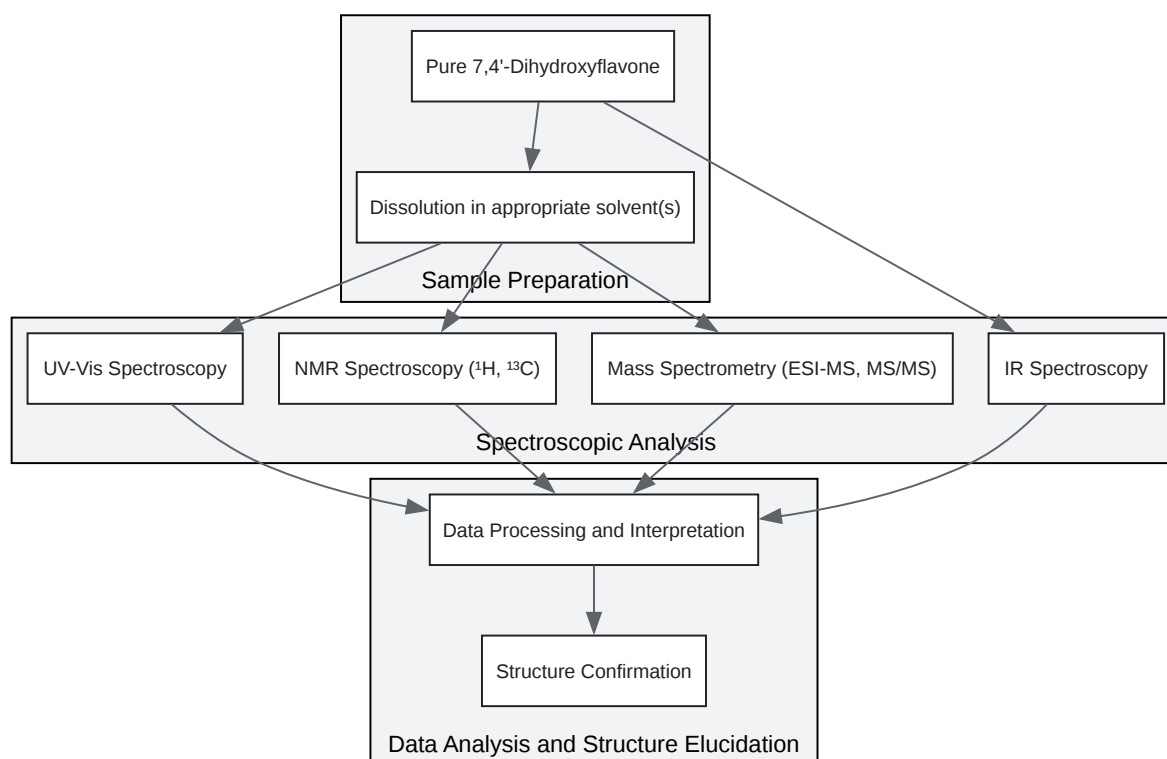 Pure 7,4'-Dihydroxyflavone
Dissolution in appropriate solvent(s)
Sample Preparation
UV-Vis Spectroscopy
NMR Spectroscopy (¹H, ¹³C)
Mass Spectrometry (ESI-MS, MS/MS)
IR Spectroscopy
Spectroscopic Analysis
Data Processing and Interpretation
Structure Confirmation
Data Analysis and Structure Elucidation